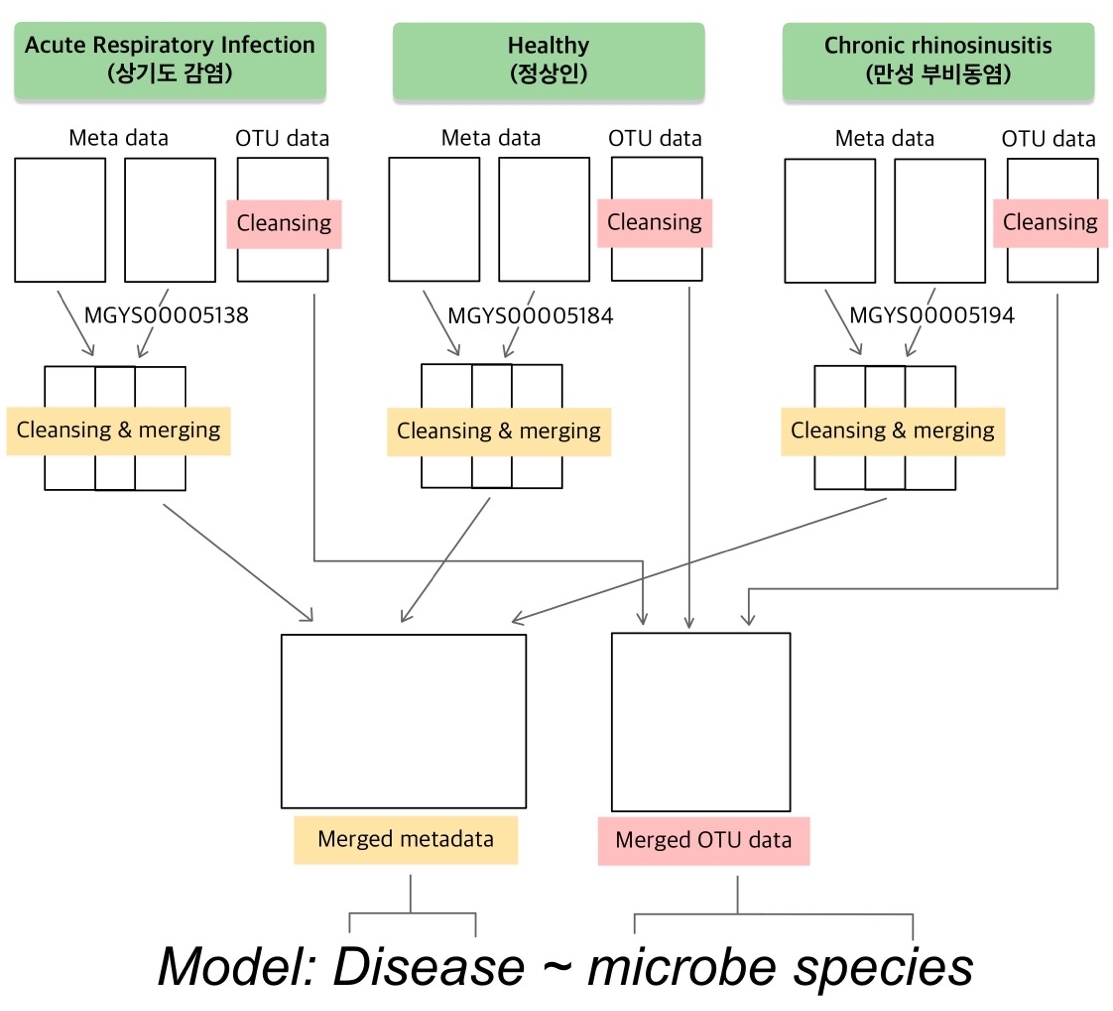 Acute Respiratory Infection
(상기도 감염)
Healthy
(정상인)
Chronic rhinosinusitis
(만성 부비동염)
Meta data
OTU data
Meta data
OTU data
Meta data
OTU data
Cleansing
Cleansing
Cleansing
MGYS00005138
MGYS00005184
MGYS00005194
Cleansing & merging
Cleansing & merging
Cleansing & merging
Merged metadata
Merged OTU data
Model: Disease ~ microbe species